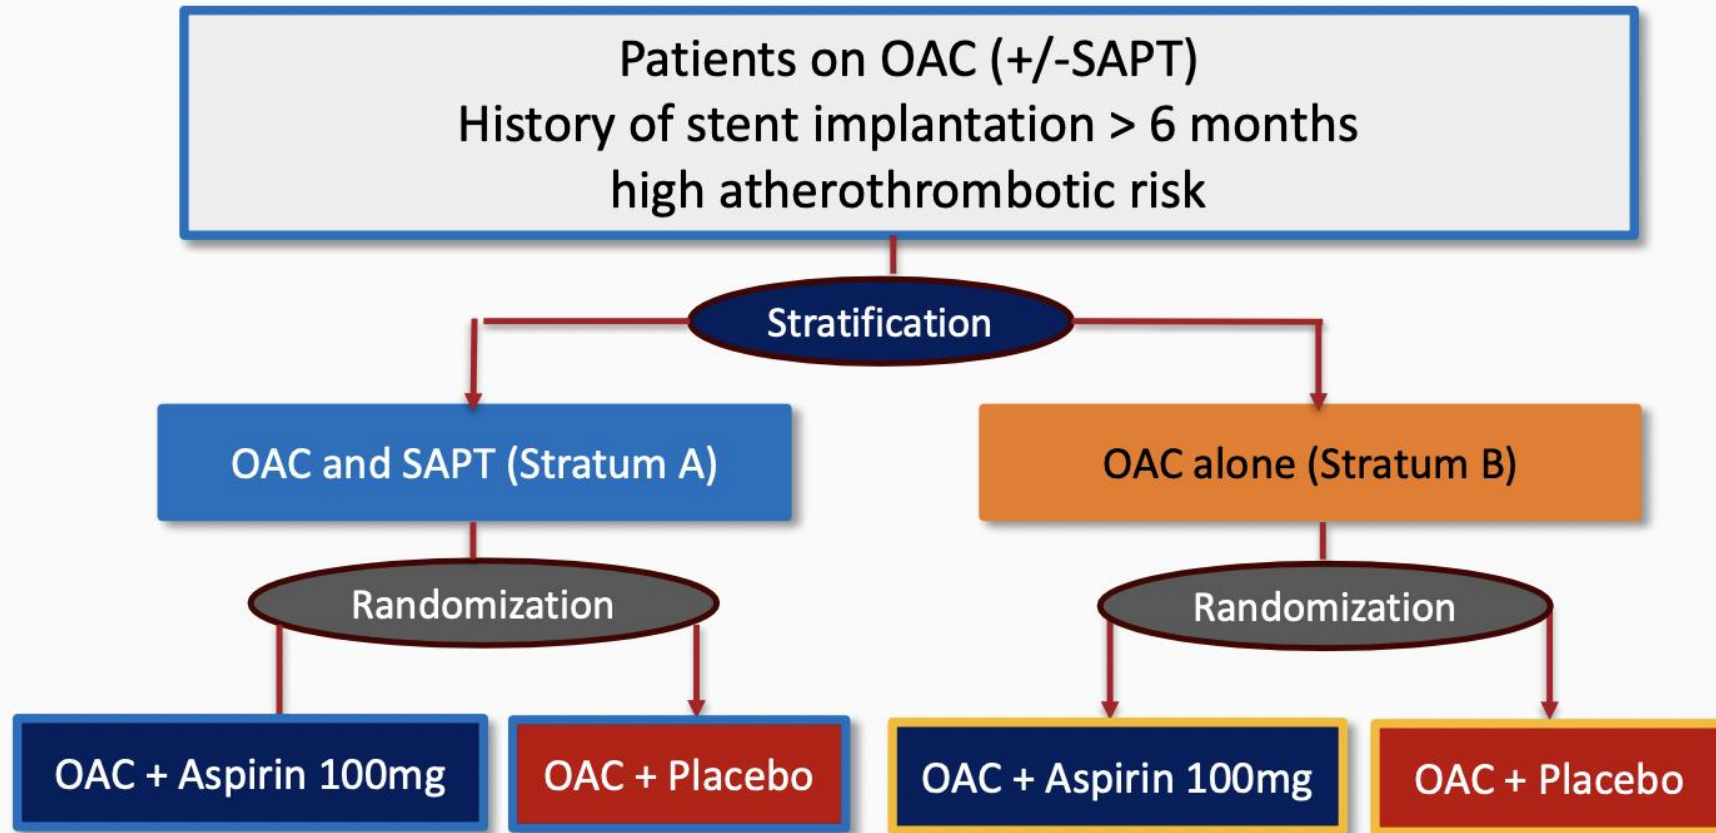 Patients on OAC (+/-SAPT)
History of stent implantation > 6 months
high atherothrombotic risk
Stratification
OAC and SAPT (Stratum A)
OAC alone (Stratum B)
Randomization
Randomization
OAC + Aspirin 100mg
OAC + Placebo
OAC + Aspirin 100mg
OAC + Placebo